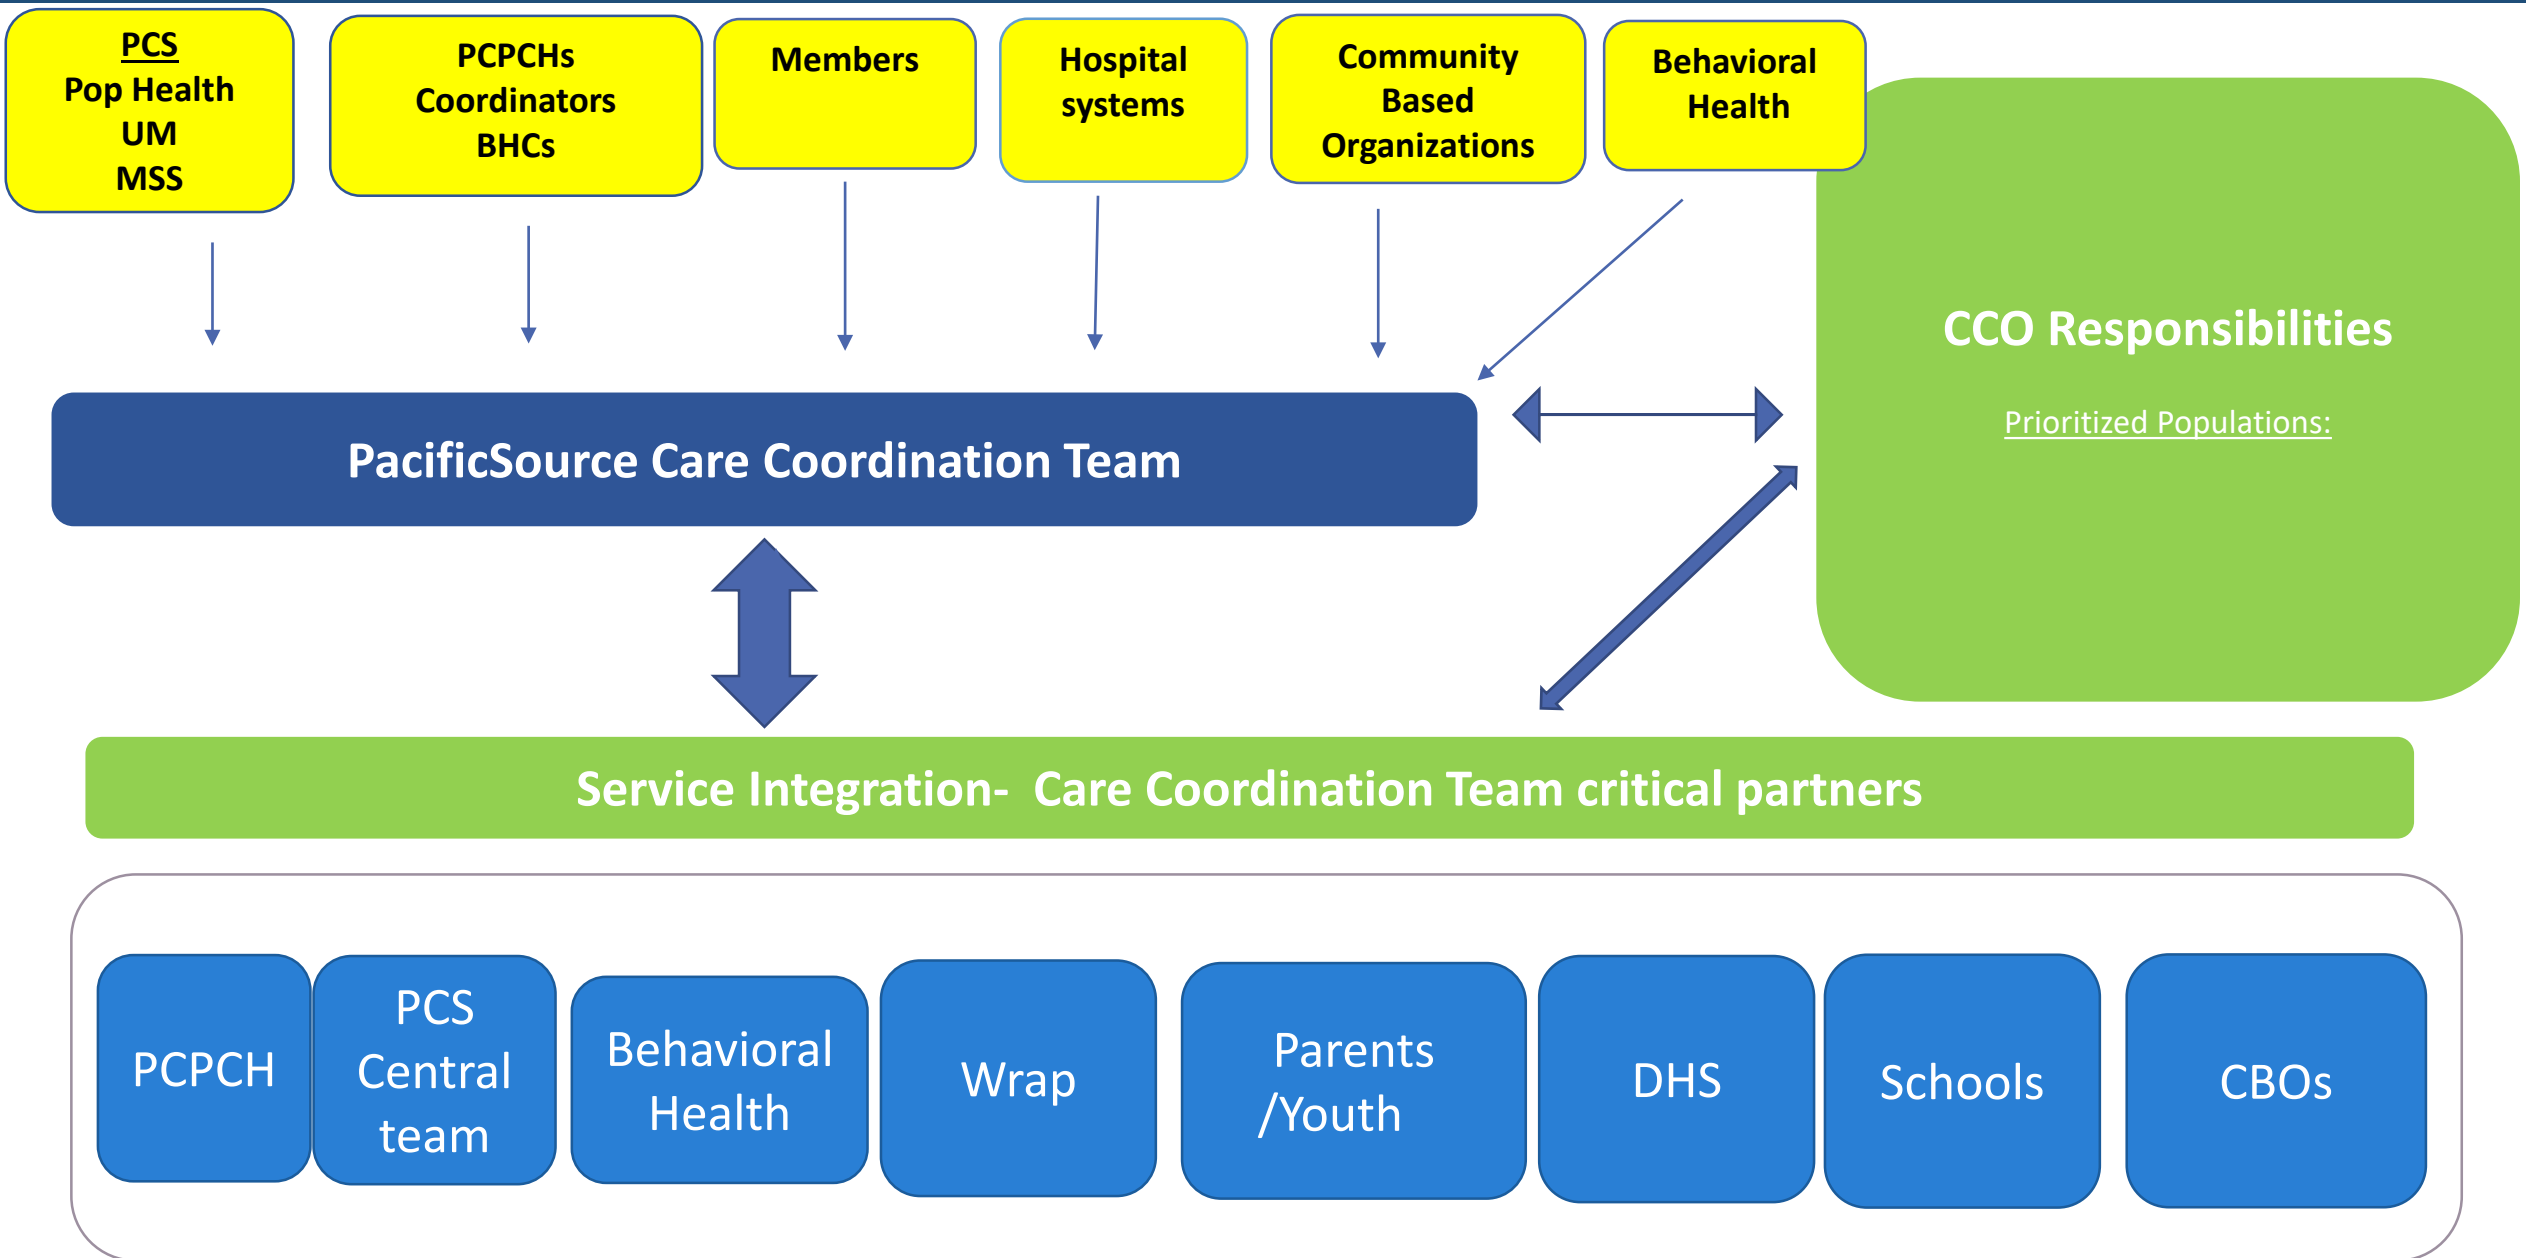 PCS
Pop Health
UM
MSS
PCPCHs
Coordinators
BHCs
Members
Hospital
systems
Community
Based
Organizations
Behavioral
Health
CCO Responsibilities
Prioritized Populations:
PacificSource Care Coordination Team
Service Integration-  Care Coordination Team critical partners
PCPCH
PCS
Central
team
Behavioral
Health
Wrap
Parents
/Youth
DHS
Schools
CBOs